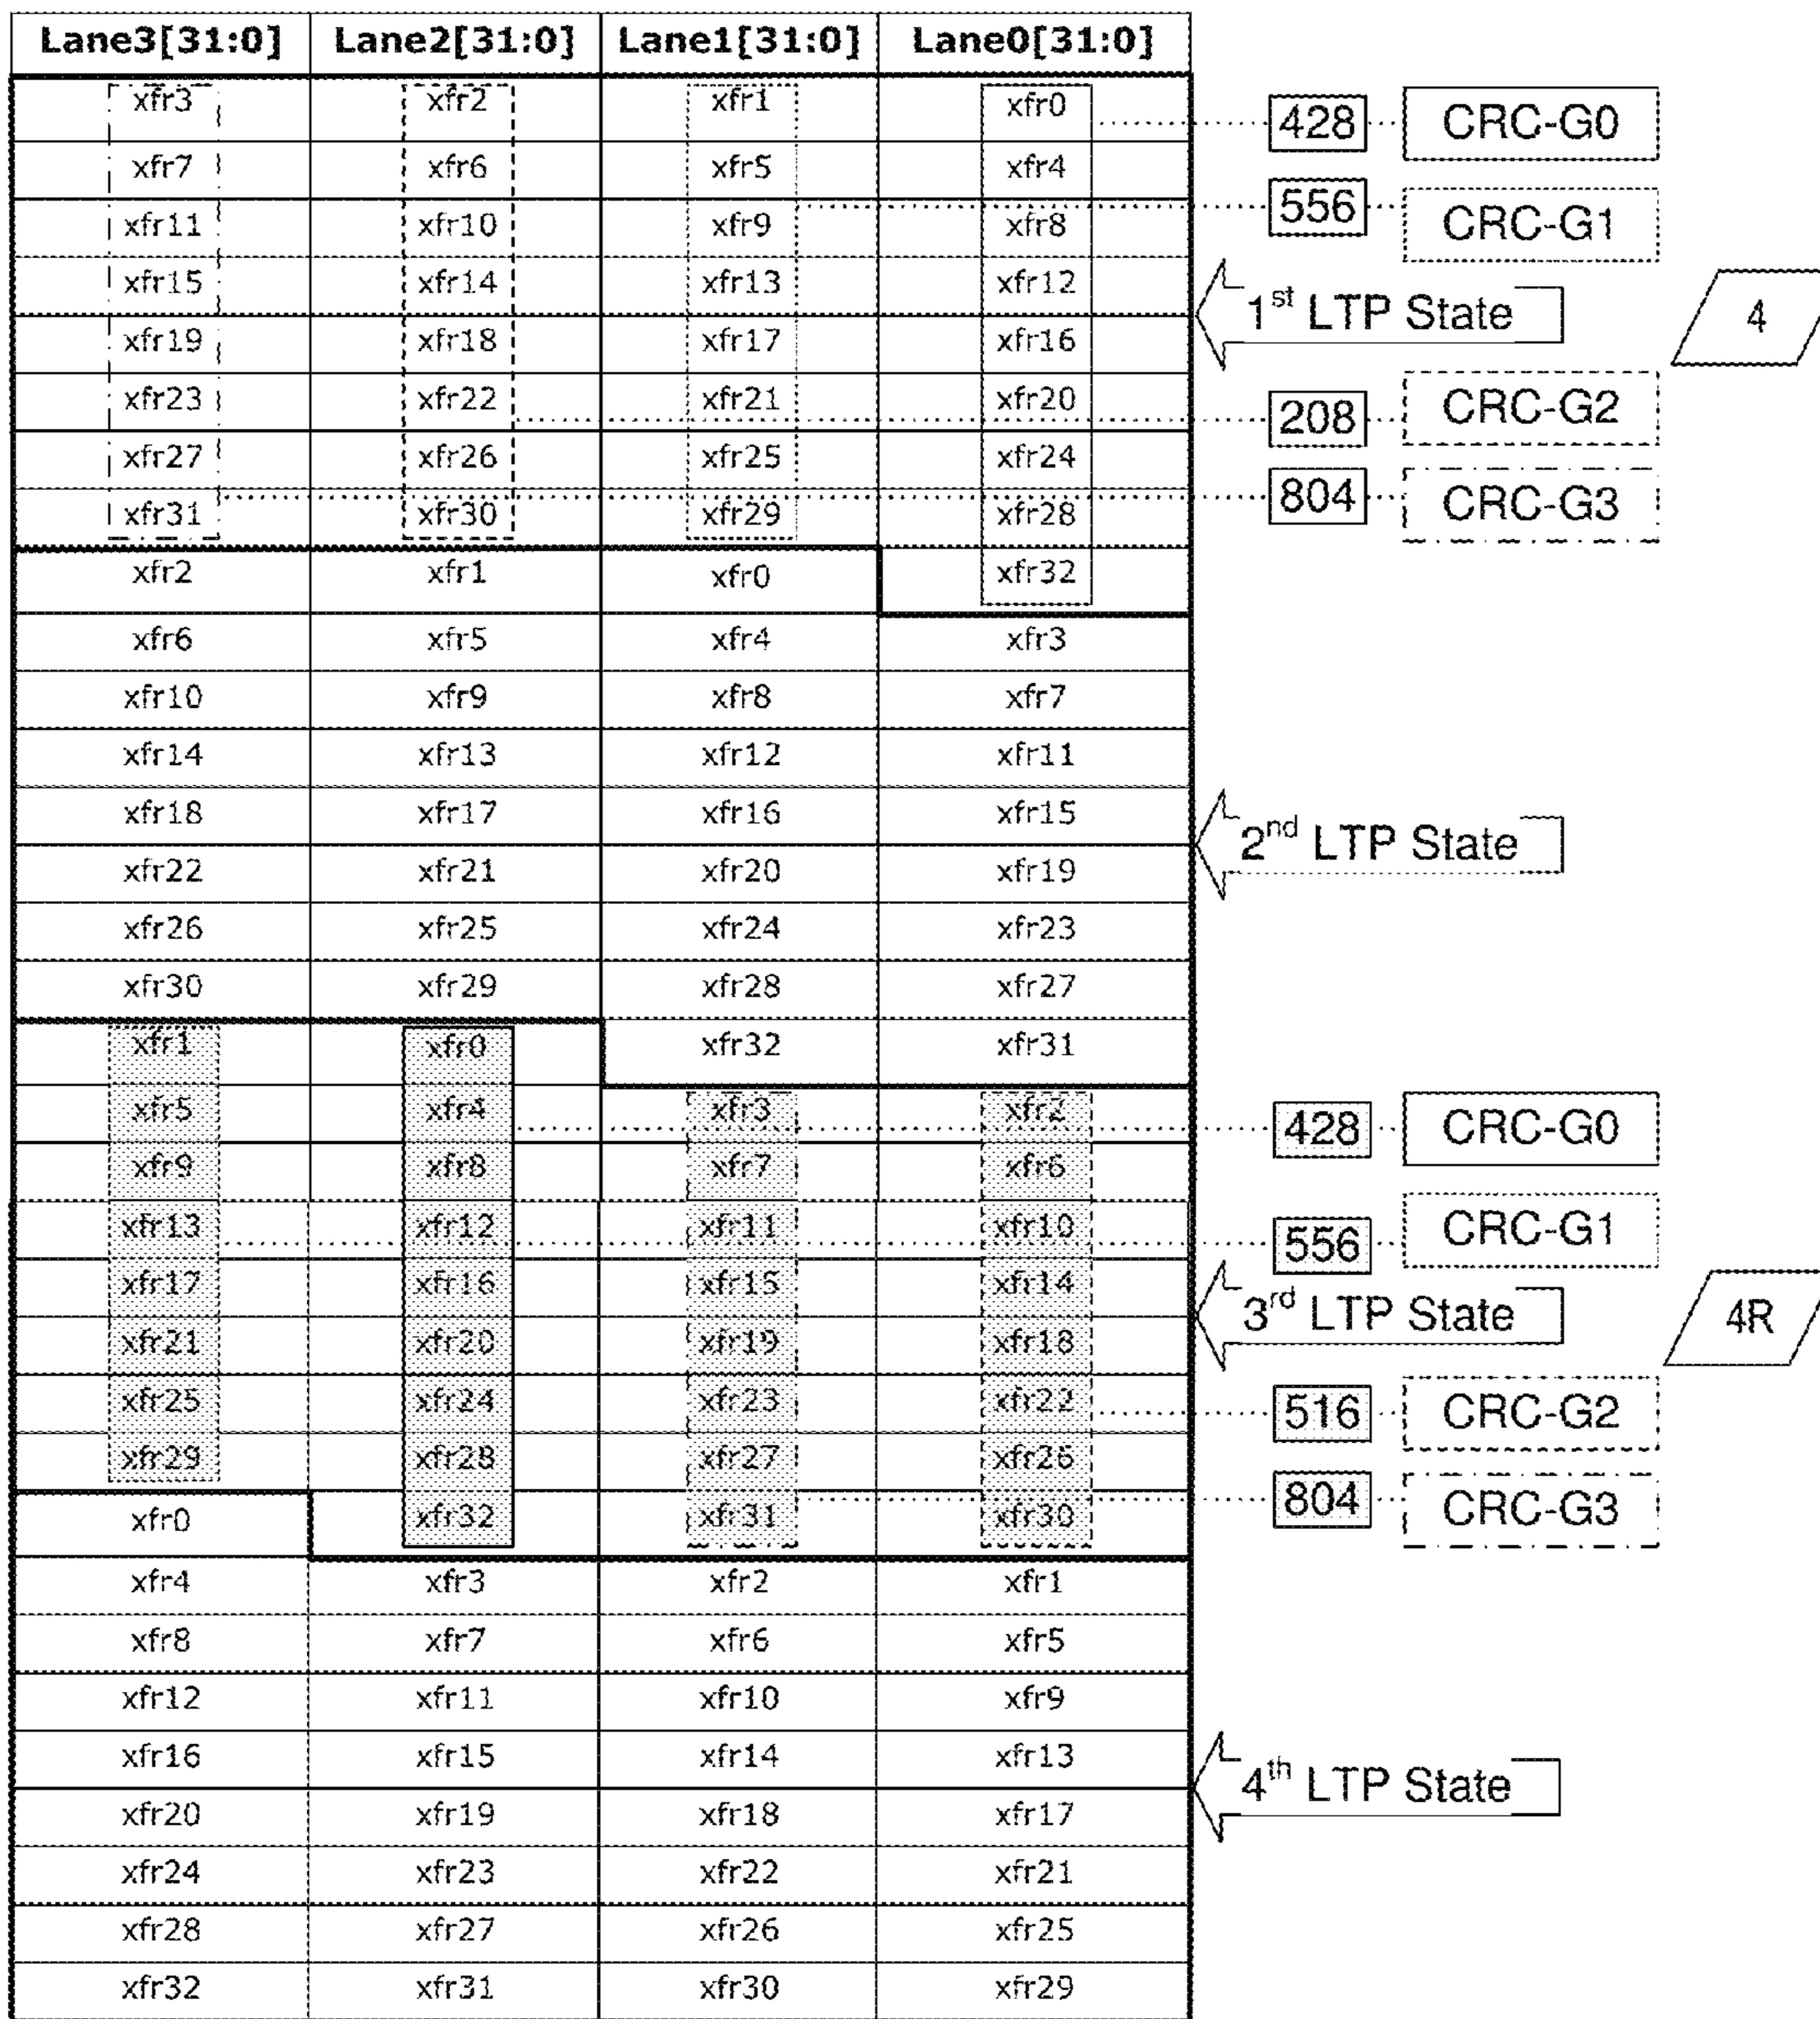 Lane3[31:0] Lane2[31:0] Lane1[31:0] Lane0[31:0]
xfr3 xfr2 xfr1 xfr0 428 CRC-G0
xfr7 xfr6 xfr5 xfr4
xfr11 xfr10 xfr9 xfr8 556 CRC-G1
xfr15 xfr14 xfr13 xfr12
1st LTP State 4
xfr19 xfr18 xfr17 xfr16
xfr23 xfr22 xfr21 xfr20 208 CRC-G2
xfr27 xfr26 xfr25 xfr24
xfr31 xfr30 xfr29 xfr28 804 CRC-G3
xfr2 xfr1 xfr0 xfr32
xfr6 xfr5 xfr4 xfr3
xfr10 xfr9 xfr8 xfr7
xfr14 xfr13 xfr12 xfr11
xfr18 xfr17 xfr16 xfr15
2nd LTP State
xfr22 xfr21 xfr20 xfr19
xfr26 xfr25 xfr24 xfr23
xfr30 xfr29 xfr28 xfr27
xfr1 xfr0 xfr32 xfr31
xfr5 xfr4 xfr3 xfr2 428 CRC-G0
xfr9 xfr8 xfr7 xfr6
xfr13 xfr12 xfr11 xfr10 556 CRC-G1
xfr17 xfr16 xfr15 xfr14
3rd LTP State 4R
xfr21 xfr20 xfr19 xfr18
xfr25 xfr24 xfr23 xfr22 516 CRC-G2
xfr29 xfr28 xfr27 xfr26
xfr0 xfr32 xfr31 xfr30 804 CRC-G3
xfr4 xfr3 xfr2 xfr1
xfr8 xfr7 xfr6 xfr5
xfr12 xfr11 xfr10 xfr9
xfr16 xfr15 xfr14 xfr13
4th LTP State
xfr20 xfr19 xfr18 xfr17
xfr24 xfr23 xfr22 xfr21
xfr28 xfr27 xfr26 xfr25
xfr32 xfr31 xfr30 xfr29